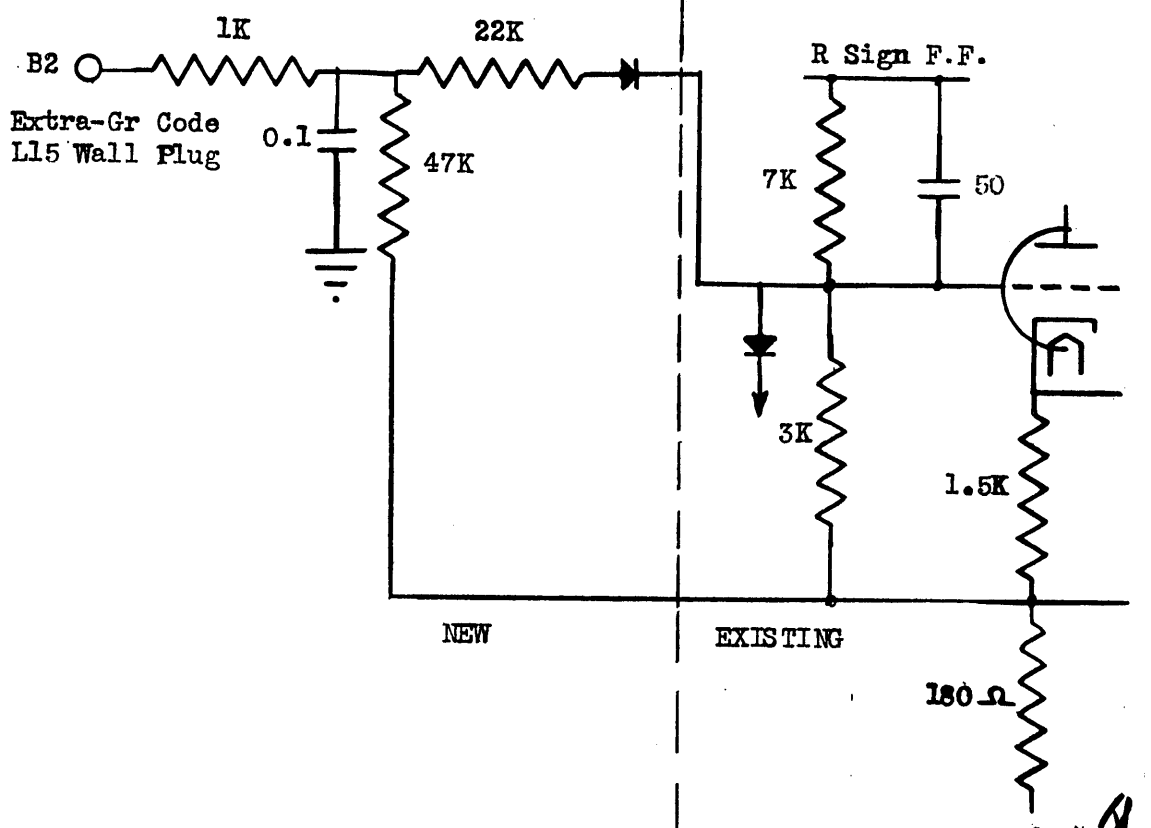 1K
22K
B2
R Sign F.F.
Extra-Gr Code
L15 Wall Plug
0.1
47K
7K
50
3K
1.5K
NEW
EXISTING
180 Ω